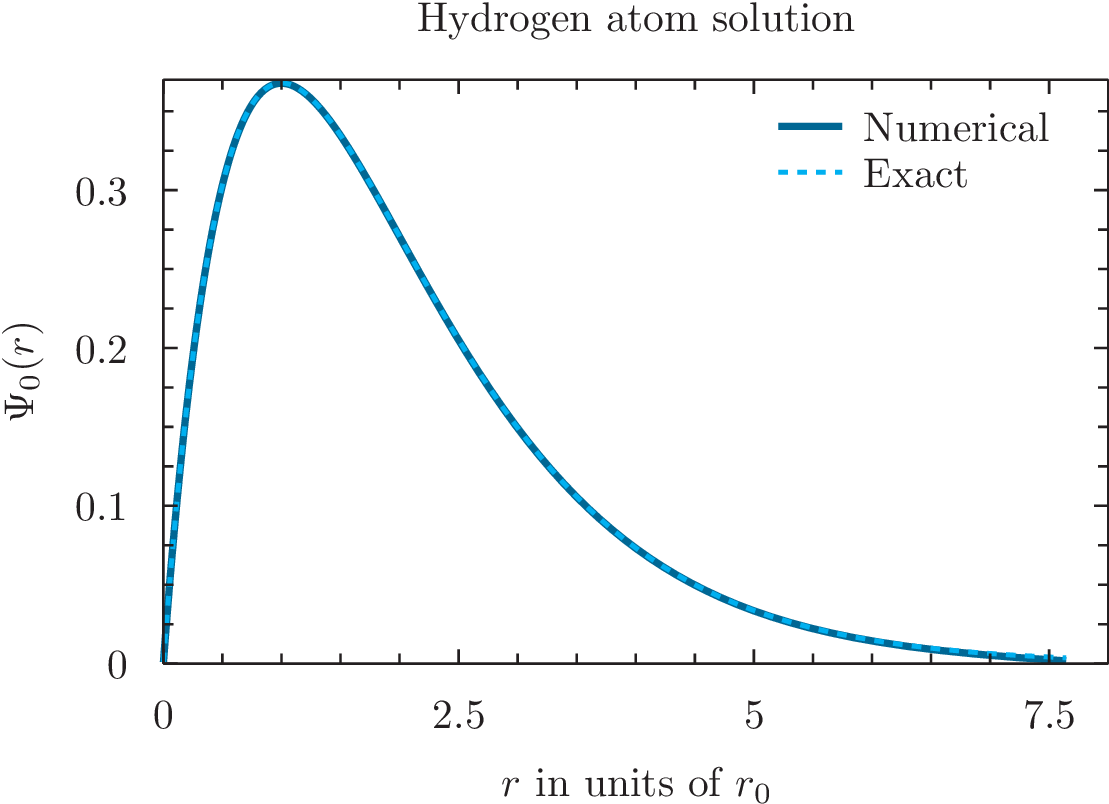 Hydrogen atom solution
Numerical
Exact
Ψ₀(r)
0.3
0.2
0.1
0
0 2.5 5 7.5
r in units of r₀